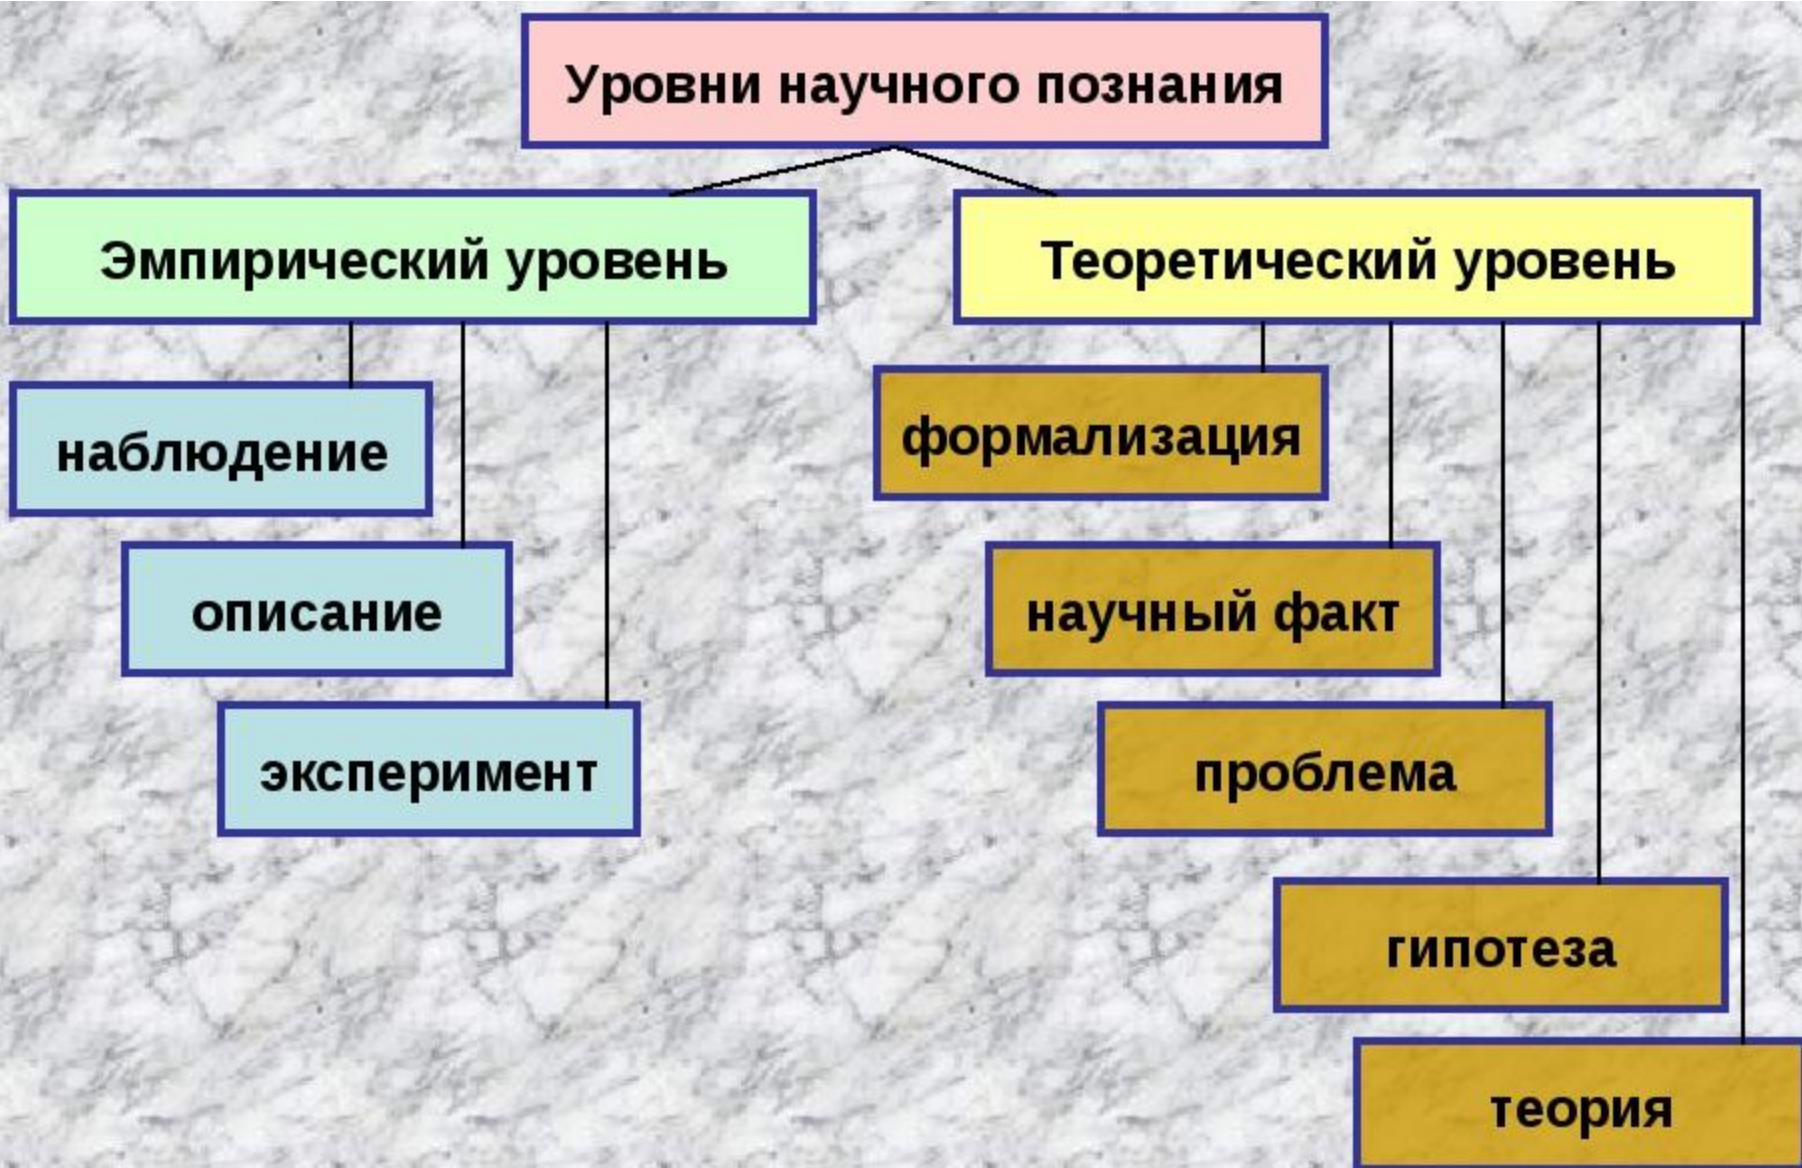 Уровни научного познания
Эмпирический уровень
наблюдение
описание
эксперимент
Теоретический уровень
формализация
научный факт
проблема
гипотеза
теория